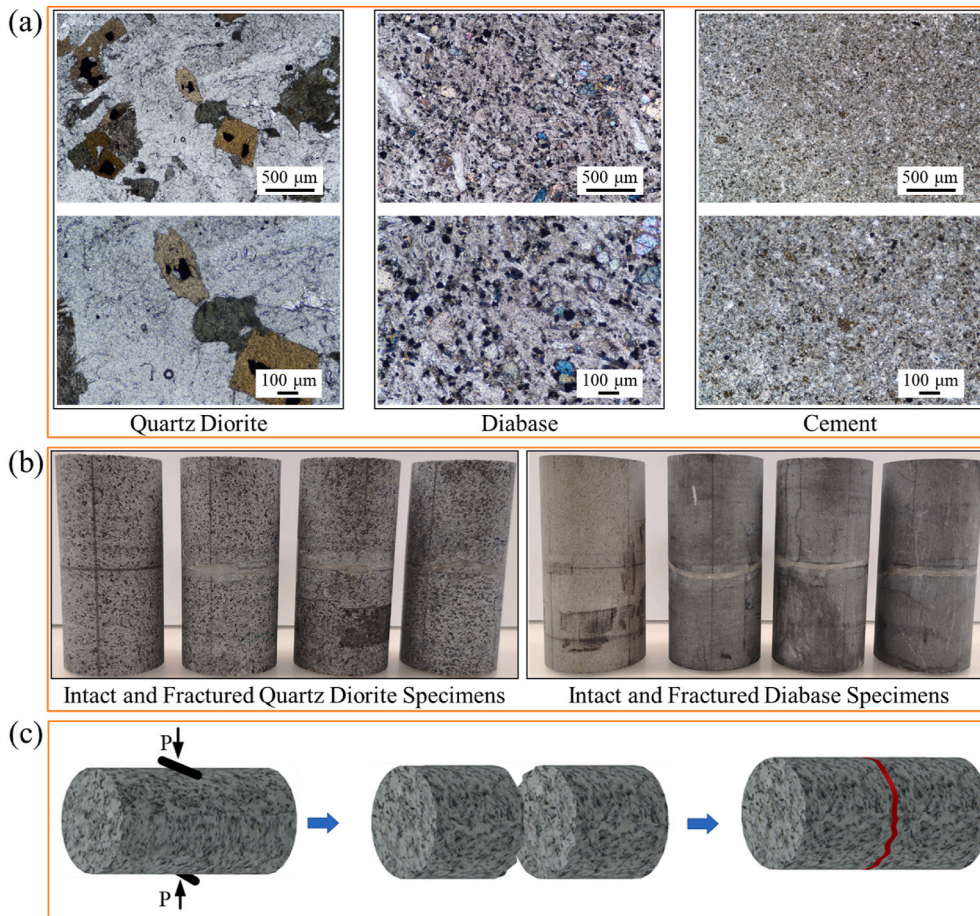 (a)
500 μm
500 μm
500 μm
100 μm
100 μm
100 μm
Quartz Diorite
Diabase
Cement
(b)
Intact and Fractured Quartz Diorite Specimens
Intact and Fractured Diabase Specimens
(c)
P
P